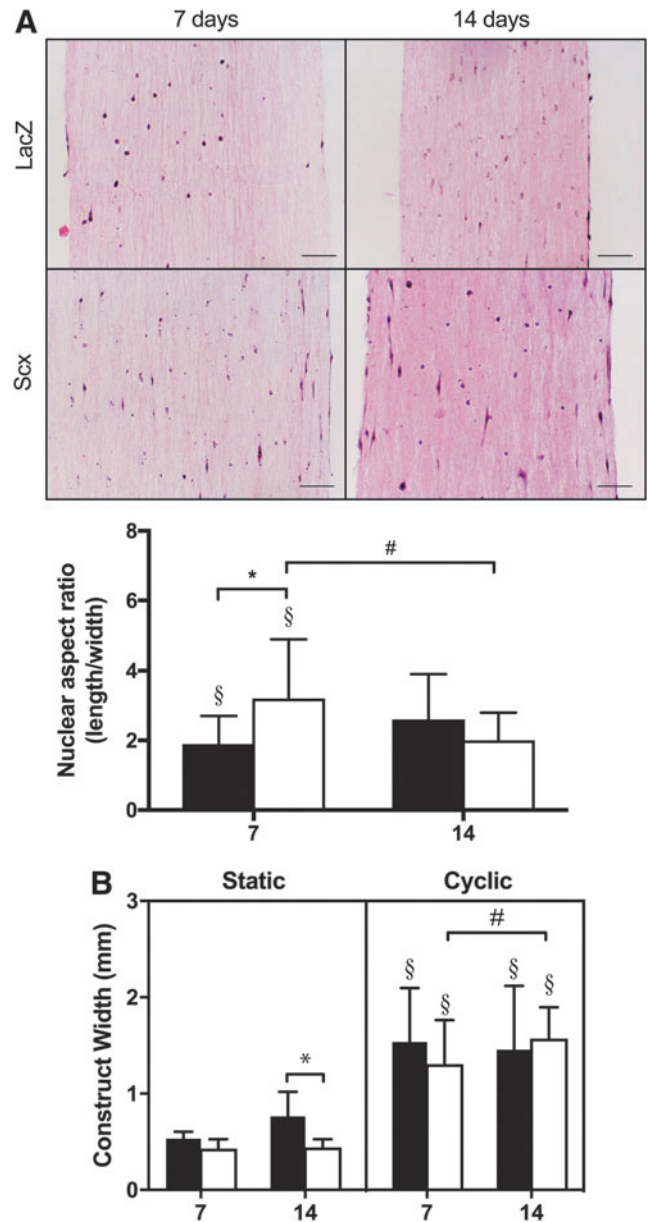 A
7 days
14 days
LacZ
Scx
Nuclear aspect ratio
(length/width)
8
6
4
2
0
*
#
§
§
7
14
B
Static
Cyclic
Construct Width (mm)
3
2
1
0
*
#
§
§
§
§
7
14
7
14